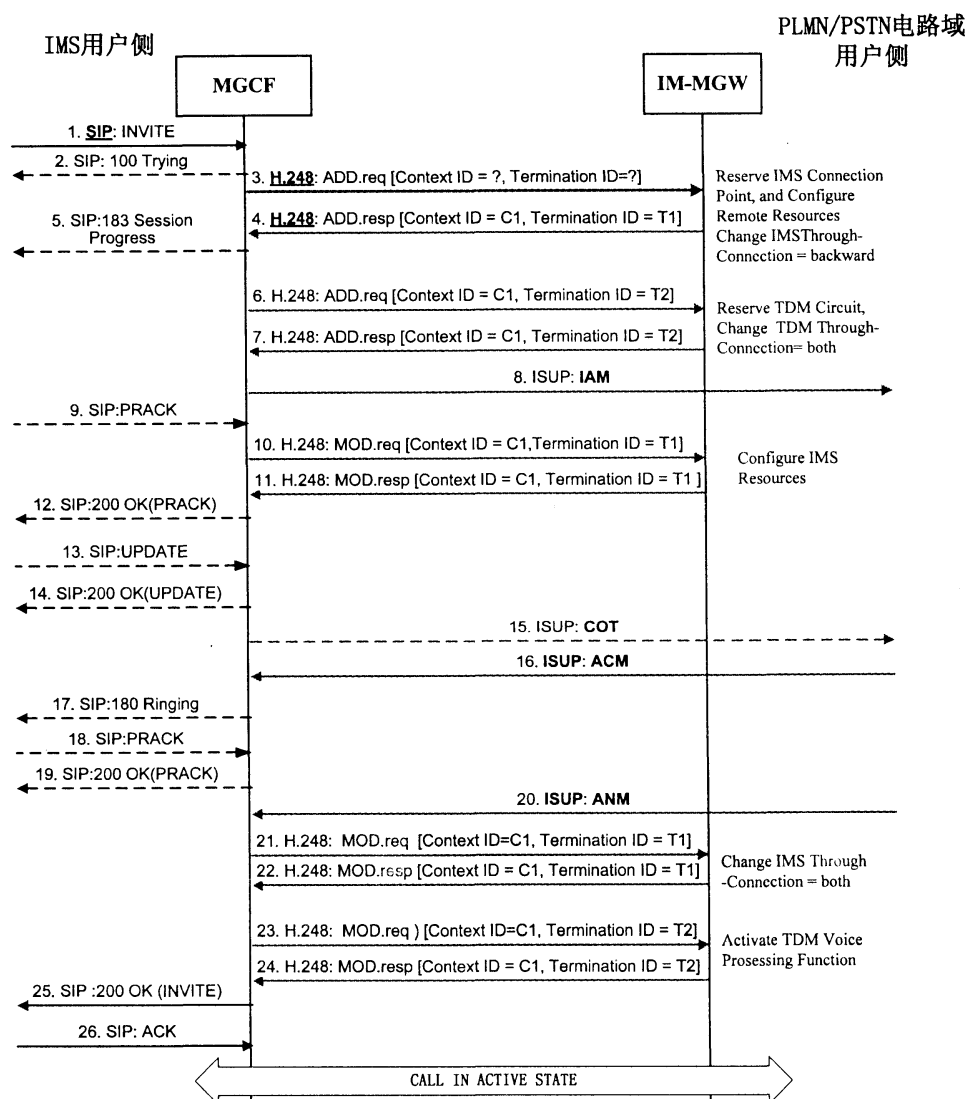 IMS用户侧
PLMN/PSTN电路域
用户侧
MGCF
IM-MGW
1. SIP: INVITE
2. SIP: 100 Trying
3. H.248: ADD.req [Context ID = ?, Termination ID=?]
4. H.248: ADD.resp [Context ID = C1, Termination ID = T1]
Reserve IMS Connection
Point, and Configure
Remote Resources
Change IMSThrough-
Connection = backward
5. SIP:183 Session
Progress
6. H.248: ADD.req [Context ID = C1, Termination ID = T2]
7. H.248: ADD.resp [Context ID = C1, Termination ID = T2]
Reserve TDM Circuit,
Change TDM Through-
Connection= both
8. ISUP: IAM
9. SIP:PRACK
10. H.248: MOD.req [Context ID = C1,Termination ID = T1]
11. H.248: MOD.resp [Context ID = C1, Termination ID = T1 ]
Configure IMS
Resources
12. SIP:200 OK(PRACK)
13. SIP:UPDATE
14. SIP:200 OK(UPDATE)
15. ISUP: COT
16. ISUP: ACM
17. SIP:180 Ringing
18. SIP:PRACK
19. SIP:200 OK(PRACK)
20. ISUP: ANM
21. H.248: MOD.req [Context ID=C1, Termination ID = T1]
22. H.248: MOD.resp [Context ID = C1, Termination ID = T1]
Change IMS Through
-Connection = both
23. H.248: MOD.req ) [Context ID=C1, Termination ID = T2]
24. H.248: MOD.resp [Context ID = C1, Termination ID = T2]
Activate TDM Voice
Prosessing Function
25. SIP :200 OK (INVITE)
26. SIP: ACK
CALL IN ACTIVE STATE